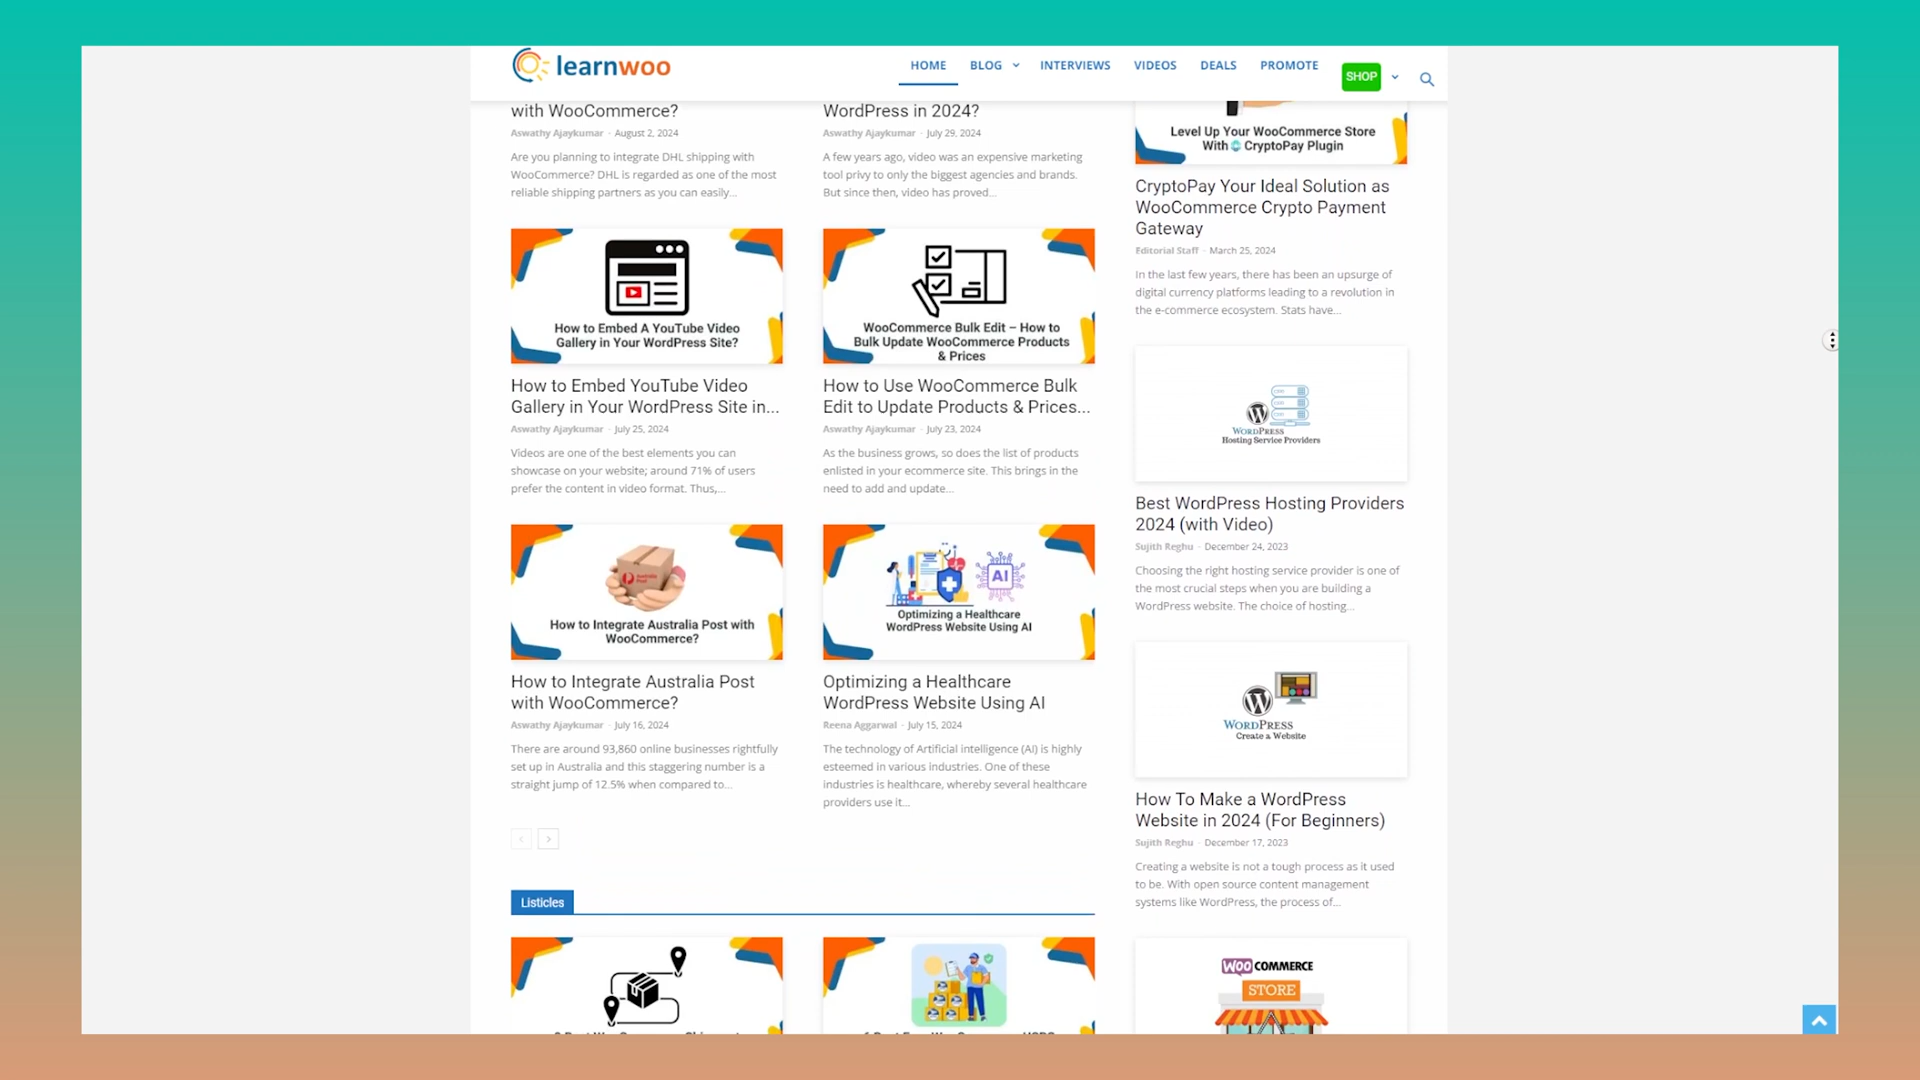 learnwoo
HOME BLOG INTERVIEWS VIDEOS DEALS PROMOTE SHOP
with WooCommerce?
Aswathy Ajaykumar - August 2, 2024
Are you planning to integrate DHL shipping with
WooCommerce? DHL is regarded as one of the most
reliable shipping partners as you can easily...
WordPress in 2024?
Aswathy Ajaykumar - July 29, 2024
A few years ago, video was an expensive marketing
tool privy to only the biggest agencies and brands.
But since then, video has proved...
How to Embed A YouTube Video
Gallery in Your WordPress Site?
How to Embed YouTube Video
Gallery in Your WordPress Site in...
Aswathy Ajaykumar - July 25, 2024
Videos are one of the best elements you can
showcase on your website; around 71% of users
prefer the content in video format. Thus,...
WooCommerce Bulk Edit – How to
Bulk Update WooCommerce Products
& Prices
How to Use WooCommerce Bulk
Edit to Update Products & Prices...
Aswathy Ajaykumar - July 23, 2024
As the business grows, so does the list of products
enlisted in your ecommerce site. This brings in the
need to add and update...
Australia
Post
How to Integrate Australia Post with
WooCommerce?
How to Integrate Australia Post
with WooCommerce?
Aswathy Ajaykumar - July 16, 2024
There are around 93,860 online businesses rightfully
set up in Australia and this staggering number is a
straight jump of 12.5% when compared to...
AI
Optimizing a Healthcare
WordPress Website Using AI
Optimizing a Healthcare
WordPress Website Using AI
Reena Aggarwal - July 15, 2024
The technology of Artificial intelligence (AI) is highly
esteemed in various industries. One of these
industries is healthcare, whereby several healthcare
providers use it...
Listicles
Level Up Your WooCommerce Store
With CryptoPay Plugin
CryptoPay Your Ideal Solution as
WooCommerce Crypto Payment
Gateway
Editorial Staff - March 25, 2024
In the last few years, there has been an upsurge of
digital currency platforms leading to a revolution in
the e-commerce ecosystem. Stats have...
WORDPRESS
Hosting Service Providers
Best WordPress Hosting Providers
2024 (with Video)
Sujith Reghu - December 24, 2023
Choosing the right hosting service provider is one of
the most crucial steps when you are building a
WordPress website. The choice of hosting...
WORDPRESS
Create a Website
How To Make a WordPress
Website in 2024 (For Beginners)
Sujith Reghu - December 17, 2023
Creating a website is not a tough process as it used
to be. With open source content management
systems like WordPress, the process of...
WOO COMMERCE
STORE